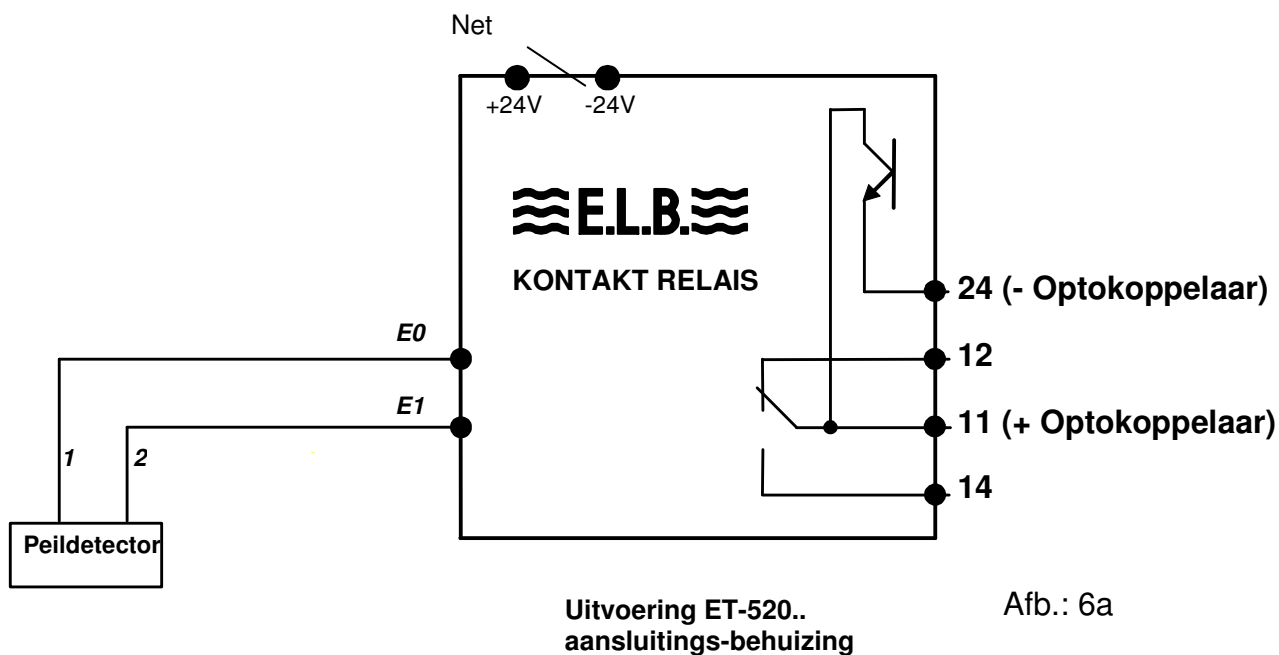 Net
+24V
-24V
E.L.B.
KONTAKT RELAIS
24 (- Optokoppelaar)
E0
12
E1
11 (+ Optokoppelaar)
1
2
14
Peildetector
Uitvoering ET-520..
aansluitings-behuizing
Afb.: 6a